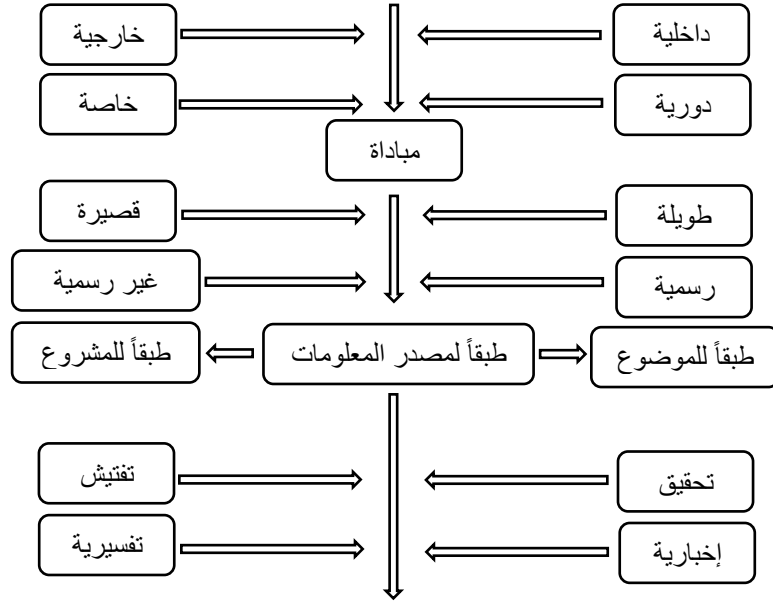 داخلية
خارجية
دورية
خاصة
مباداة
طويلة
قصيرة
رسمية
غير رسمية
طبقاً للموضوع
طبقاً لمصدر المعلومات
طبقاً للمشروع
تحقيق
تفتيش
إخبارية
تفسيرية